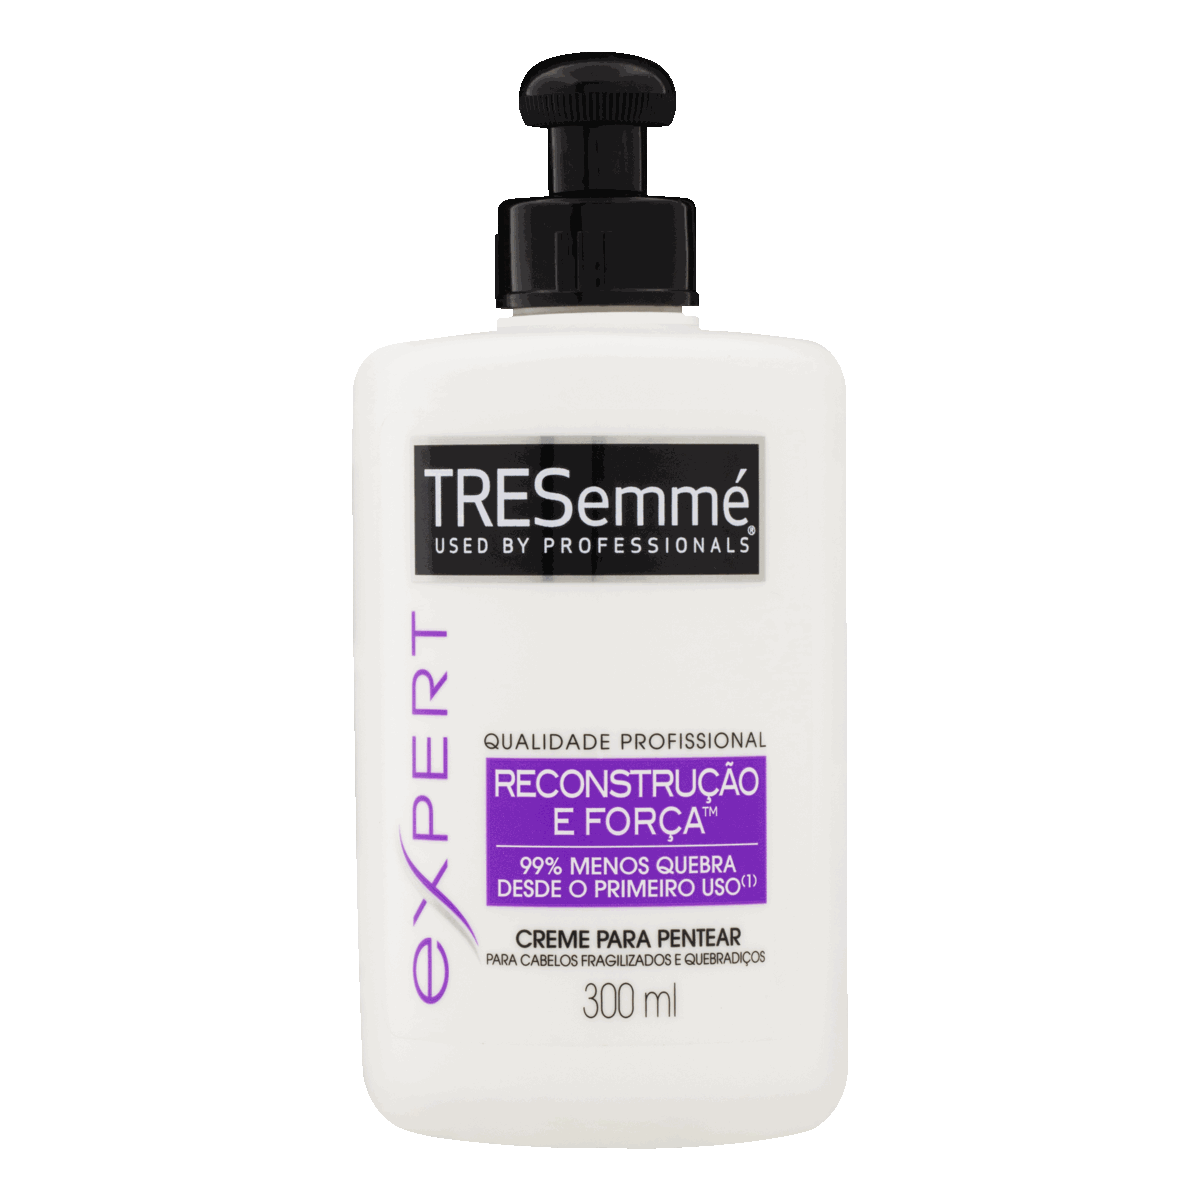 TRESemmé®
USED BY PROFESSIONALS
eXPERT
QUALIDADE PROFISSIONAL
RECONSTRUÇÃO
E FORÇA™
99% MENOS QUEBRA
DESDE O PRIMEIRO USO(1)
CREME PARA PENTEAR
PARA CABELOS FRAGILIZADOS E QUEBRADIÇOS
300 ml